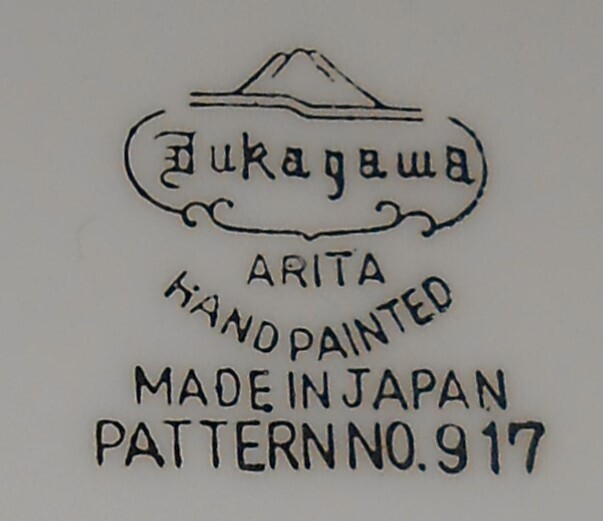 Fukagawa
ARITA
HAND PAINTED
MADE IN JAPAN
PATTERN NO. 917